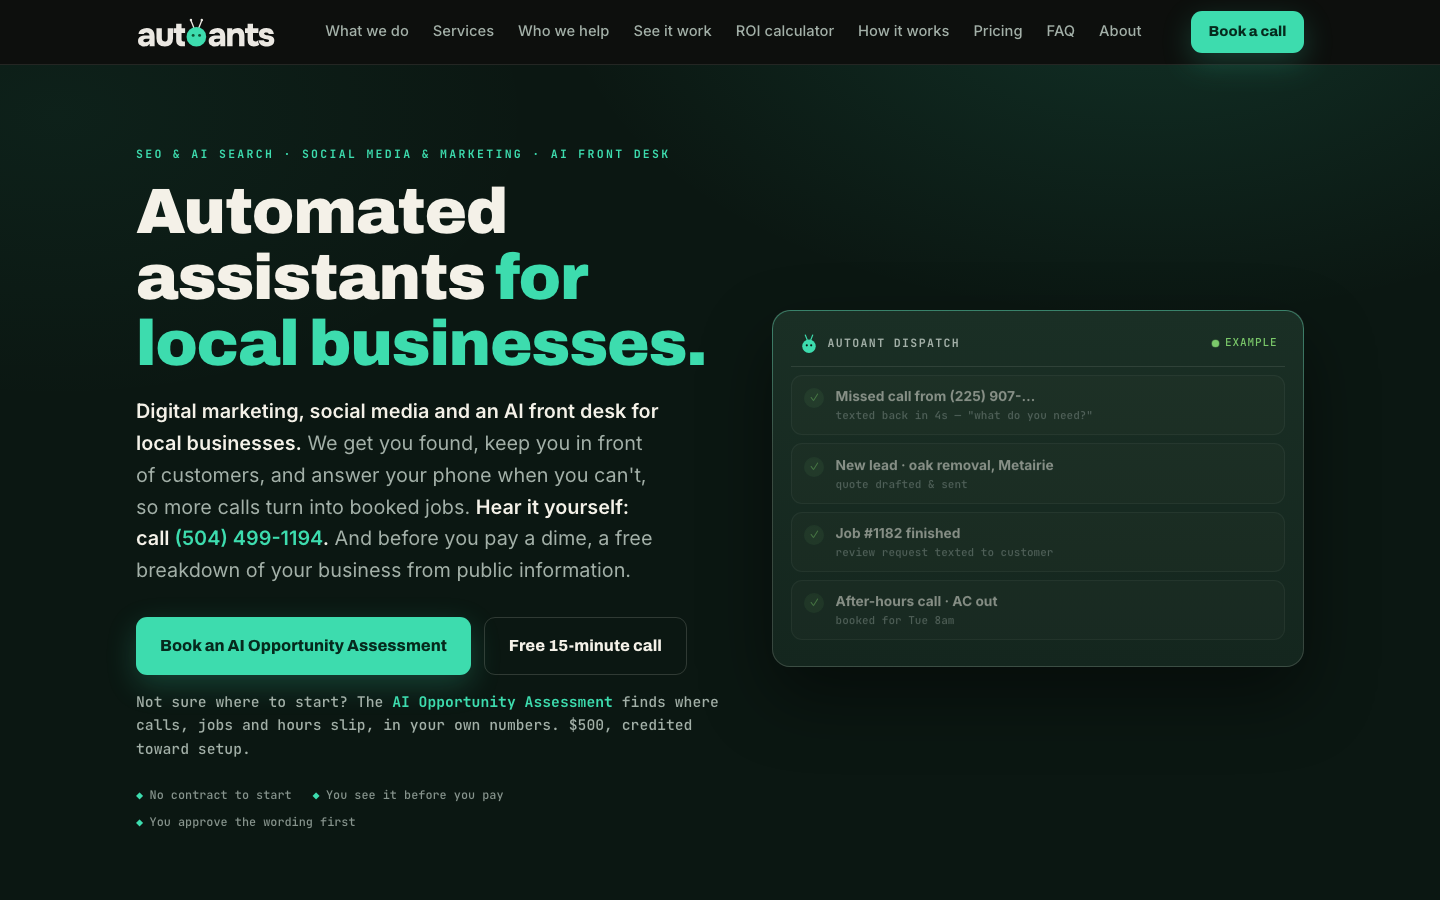 autoants
What we do
Services
Who we help
See it work
ROI calculator
How it works
Pricing
FAQ
About
Book a call
SEO & AI SEARCH · SOCIAL MEDIA & MARKETING · AI FRONT DESK
Automated
assistants for
local businesses.
Digital marketing, social media and an AI front desk for
local businesses. We get you found, keep you in front
of customers, and answer your phone when you can't,
so more calls turn into booked jobs. Hear it yourself:
call (504) 499-1194. And before you pay a dime, a free
breakdown of your business from public information.
Book an AI Opportunity Assessment
Free 15-minute call
Not sure where to start? The AI Opportunity Assessment finds where
calls, jobs and hours slip, in your own numbers. $500, credited
toward setup.
◆ No contract to start
◆ You see it before you pay
◆ You approve the wording first
AUTOANT DISPATCH
EXAMPLE
Missed call from (225) 907-...
texted back in 4s — "what do you need?"
New lead · oak removal, Metairie
quote drafted & sent
Job #1182 finished
review request texted to customer
After-hours call · AC out
booked for Tue 8am